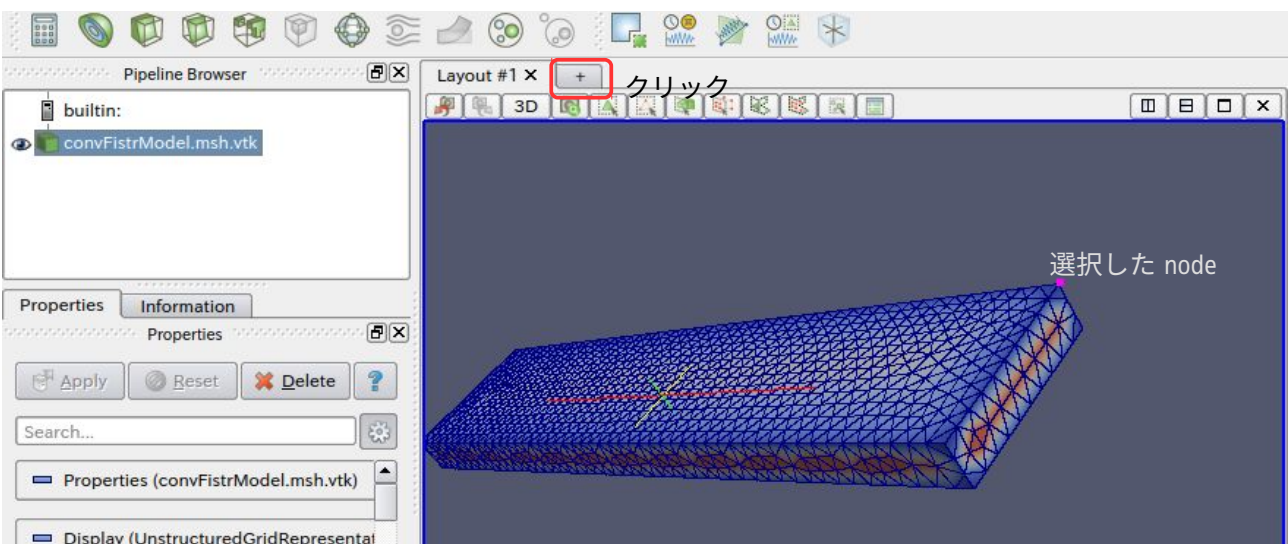 Pipeline Browser
Layout #1
+
クリック
3D
builtin:
convFistrModel.msh.vtk
選択した node
Properties
Information
Properties
Apply
Reset
Delete
?
Search...
Properties (convFistrModel.msh.vtk)
Display (UnstructuredGridRepresentat